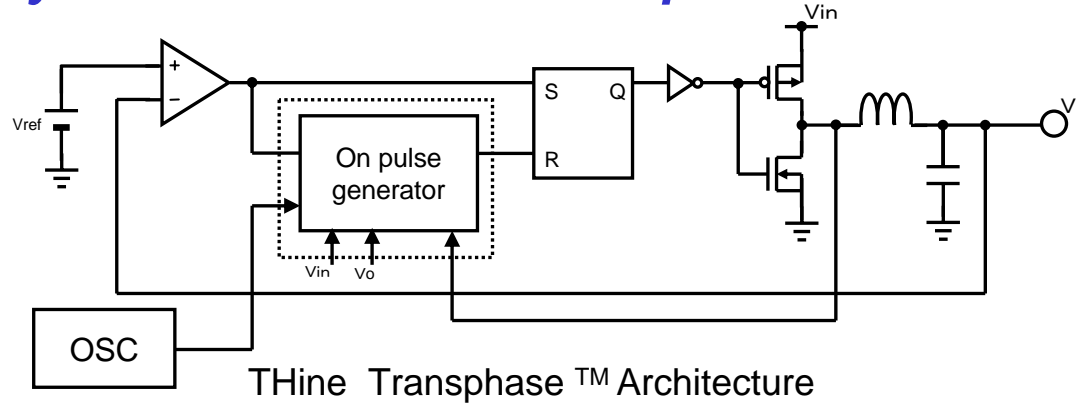 Vin
+
−
Vref
S Q
R
On pulse
generator
V
Vin Vo
OSC
THine Transphase TM Architecture